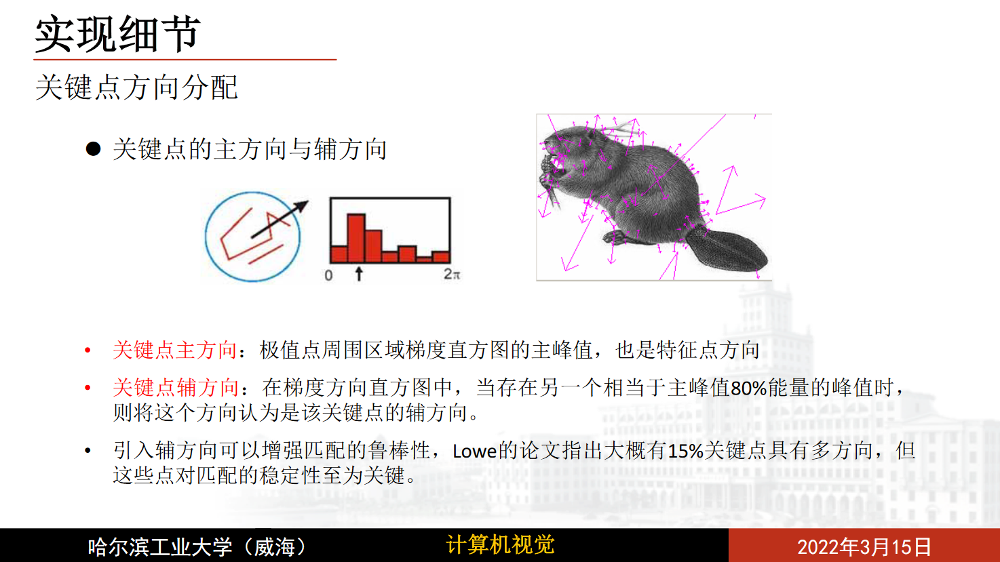 实现细节
关键点方向分配
● 关键点的主方向与辅方向
0
2π
• 关键点主方向：极值点周围区域梯度直方图的主峰值，也是特征点方向
• 关键点辅方向：在梯度方向直方图中，当存在另一个相当于主峰值80%能量的峰值时，
则将这个方向认为是该关键点的辅方向。
• 引入辅方向可以增强匹配的鲁棒性，Lowe的论文指出大概有15%关键点具有多方向，但
这些点对匹配的稳定性至为关键。
哈尔滨工业大学（威海）
计算机视觉
2022年3月15日